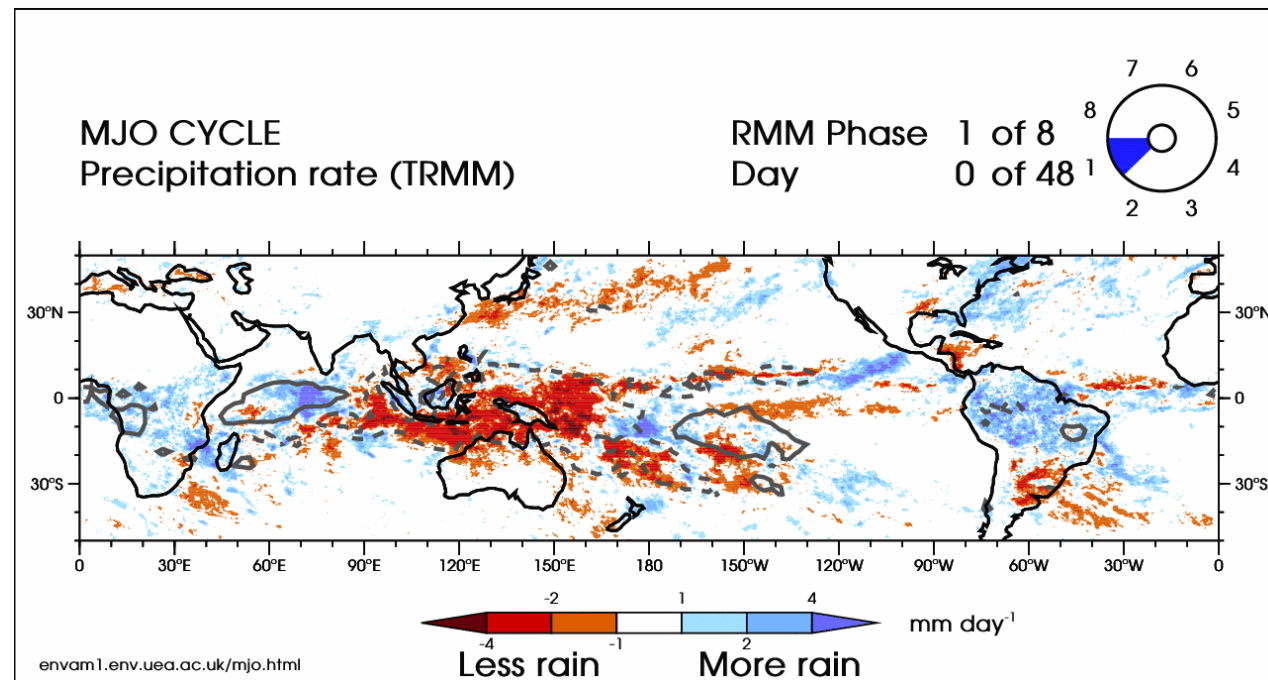 MJO CYCLE
Precipitation rate (TRMM)
RMM Phase 1 of 8
Day 0 of 48
7 6
8 5
1 4
2 3
30°N 30°N
0 0
30°S 30°S
0 30°E 60°E 90°E 120°E 150°E 180 150°W 120°W 90°W 60°W 30°W 0
-2 1 4
mm day-1
-4 -1 2
Less rain More rain
envam1.env.uea.ac.uk/mjo.html